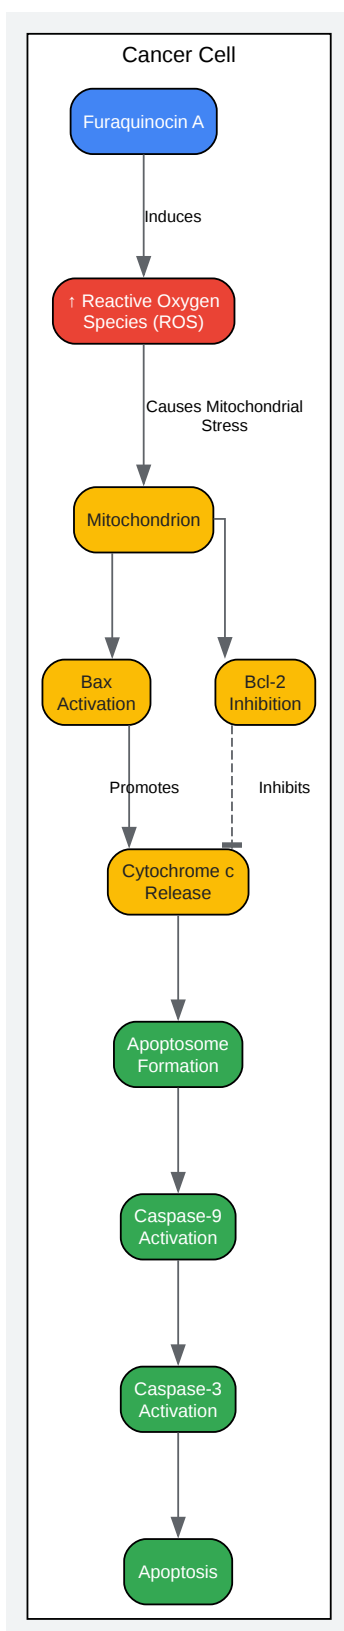 Cancer Cell
Furaquinocin A
Induces
↑ Reactive Oxygen
Species (ROS)
Causes Mitochondrial
Stress
Mitochondrion
Bax
Activation
Bcl-2
Inhibition
Promotes
Inhibits
Cytochrome c
Release
Apoptosome
Formation
Caspase-9
Activation
Caspase-3
Activation
Apoptosis